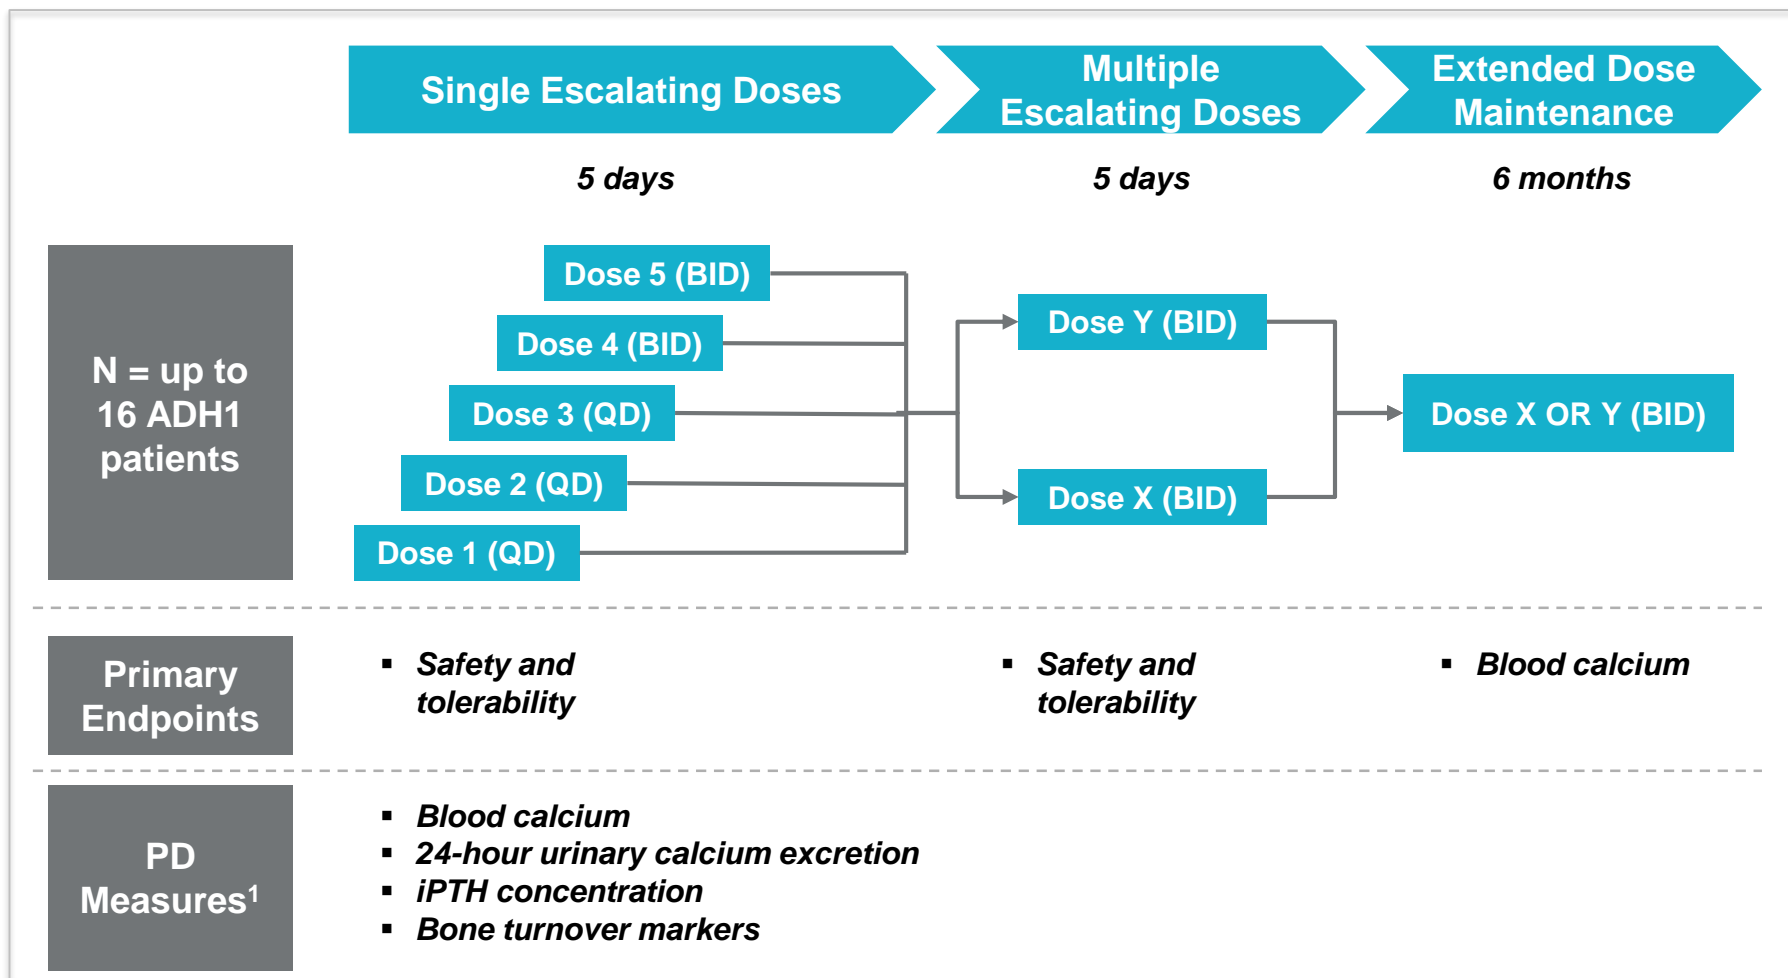 Single Escalating Doses
Multiple
Escalating Doses
Extended Dose
Maintenance
5 days
5 days
6 months
N = up to
16 ADH1
patients
Dose 5 (BID)
Dose 4 (BID)
Dose 3 (QD)
Dose 2 (QD)
Dose 1 (QD)
Dose Y (BID)
Dose X (BID)
Dose X OR Y (BID)
Primary
Endpoints
▪ Safety and
tolerability
▪ Safety and
tolerability
▪ Blood calcium
PD
Measures¹
▪ Blood calcium
▪ 24-hour urinary calcium excretion
▪ iPTH concentration
▪ Bone turnover markers